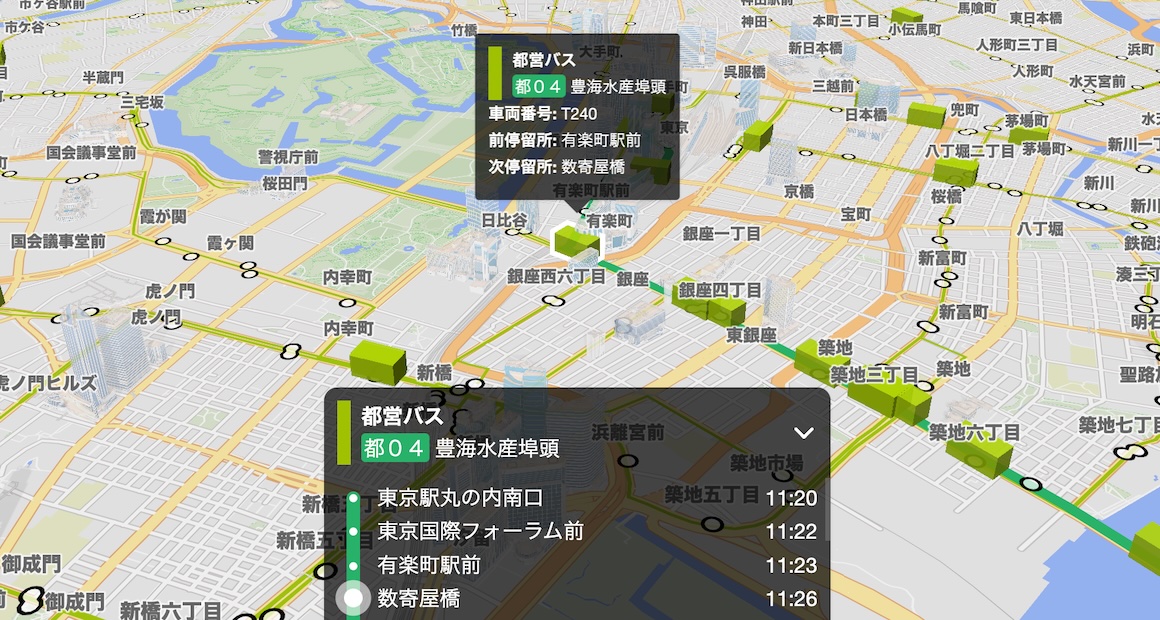 市ケ谷駅前
市ケ谷
半蔵門
三宅坂
国会議事堂前
警視庁前
桜田門
霞が関
国会議事堂前
霞ヶ関
内幸町
虎ノ門
虎ノ門
内幸町
虎ノ門ヒルズ
新橋
竹橋
大手町
神田駅前
神田
本町三丁目
小伝馬町
馬喰町
東日本橋
新日本橋
人形町三丁目
浜町
呉服橋
三越前
人形町
水天宮前
日本橋
兜町
茅場町
茅場町
八丁堀二丁目
新川一丁
東京
都営バス
都０４ 豊海水産埠頭
車両番号: T240
前停留所: 有楽町駅前
次停留所: 数寄屋橋
有楽町駅前
日比谷
有楽町
京橋
宝町
桜橋
新川
新川
八丁堀
鉄砲
銀座一丁目
新富町
湊三丁
銀座西六丁目
銀座
銀座四丁目
新富町
明石
東銀座
築地
築地三丁目
築地
聖路
築地六丁目
築地七丁目
都営バス
都０４ 豊海水産埠頭
浜離宮前
築地市場
築地五丁目
新橋五丁目
新橋五丁目
東京駅丸の内南口 11:20
東京国際フォーラム前 11:22
有楽町駅前 11:23
数寄屋橋 11:26
御成門
御成門
新橋六丁目